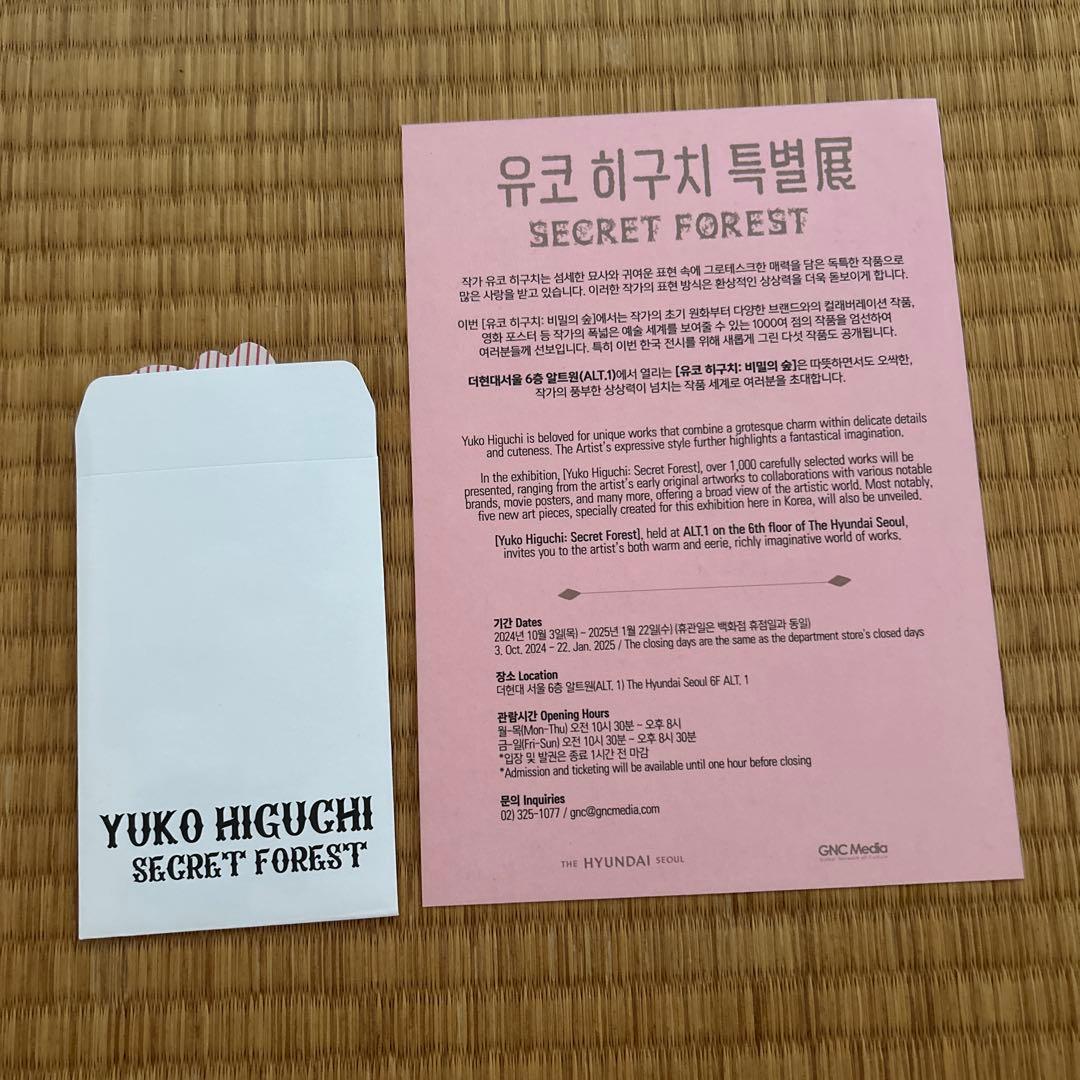 YUKO HIGUCHI
SECRET FOREST
유코 히구치 특별展
SECRET FOREST
작가 유코 히구치는 섬세한 묘사와 귀여운 표현 속에 그로테스크한 매력을 담은 독특한 작품으로
많은 사랑을 받고 있습니다. 이러한 작가의 표현 방식은 환상적인 상상력을 더욱 돋보이게 합니다.
이번 [유코 히구치: 비밀의 숲]에서는 작가의 초기 원화부터 다양한 브랜드와의 컬래버레이션 작품,
영화 포스터 등 작가의 폭넓은 예술 세계를 보여줄 수 있는 1000여 점의 작품을 엄선하여
여러분들께 선보입니다. 특히 이번 한국 전시를 위해 새롭게 그린 다섯 작품도 공개됩니다.
더현대서울 6층 알트원(ALT.1)에서 열리는 [유코 히구치: 비밀의 숲]은 따뜻하면서도 오싹한,
작가의 풍부한 상상력이 넘치는 작품 세계로 여러분을 초대합니다.
Yuko Higuchi is beloved for unique works that combine a grotesque charm within delicate details
and cuteness. The Artist's expressive style further highlights a fantastical imagination.
In the exhibition, [Yuko Higuchi: Secret Forest], over 1,000 carefully selected works will be
presented, ranging from the artist's early original artworks to collaborations with various notable
brands, movie posters, and many more, offering a broad view of the artistic world. Most notably,
five new art pieces, specially created for this exhibition here in Korea, will also be unveiled.
[Yuko Higuchi: Secret Forest], held at ALT.1 on the 6th floor of The Hyundai Seoul,
invites you to the artist's both warm and eerie, richly imaginative world of works.
기간 Dates
2024년 10월 3일(목) - 2025년 1월 22일(수) (휴관일은 백화점 휴점일과 동일)
3. Oct. 2024 - 22. Jan. 2025 / The closing days are the same as the department store's closed days
장소 Location
더현대 서울 6층 알트원(ALT. 1) The Hyundai Seoul 6F ALT. 1
관람시간 Opening Hours
월-목(Mon-Thu) 오전 10시 30분 ~ 오후 8시
금-일(Fri-Sun) 오전 10시 30분 ~ 오후 8시 30분
*입장 및 발권은 종료 1시간 전 마감
*Admission and ticketing will be available until one hour before closing
문의 Inquiries
02) 325-1077 / gnc@gncmedia.com
THE HYUNDAI SEOUL
GNC Media
Global Network of Culture